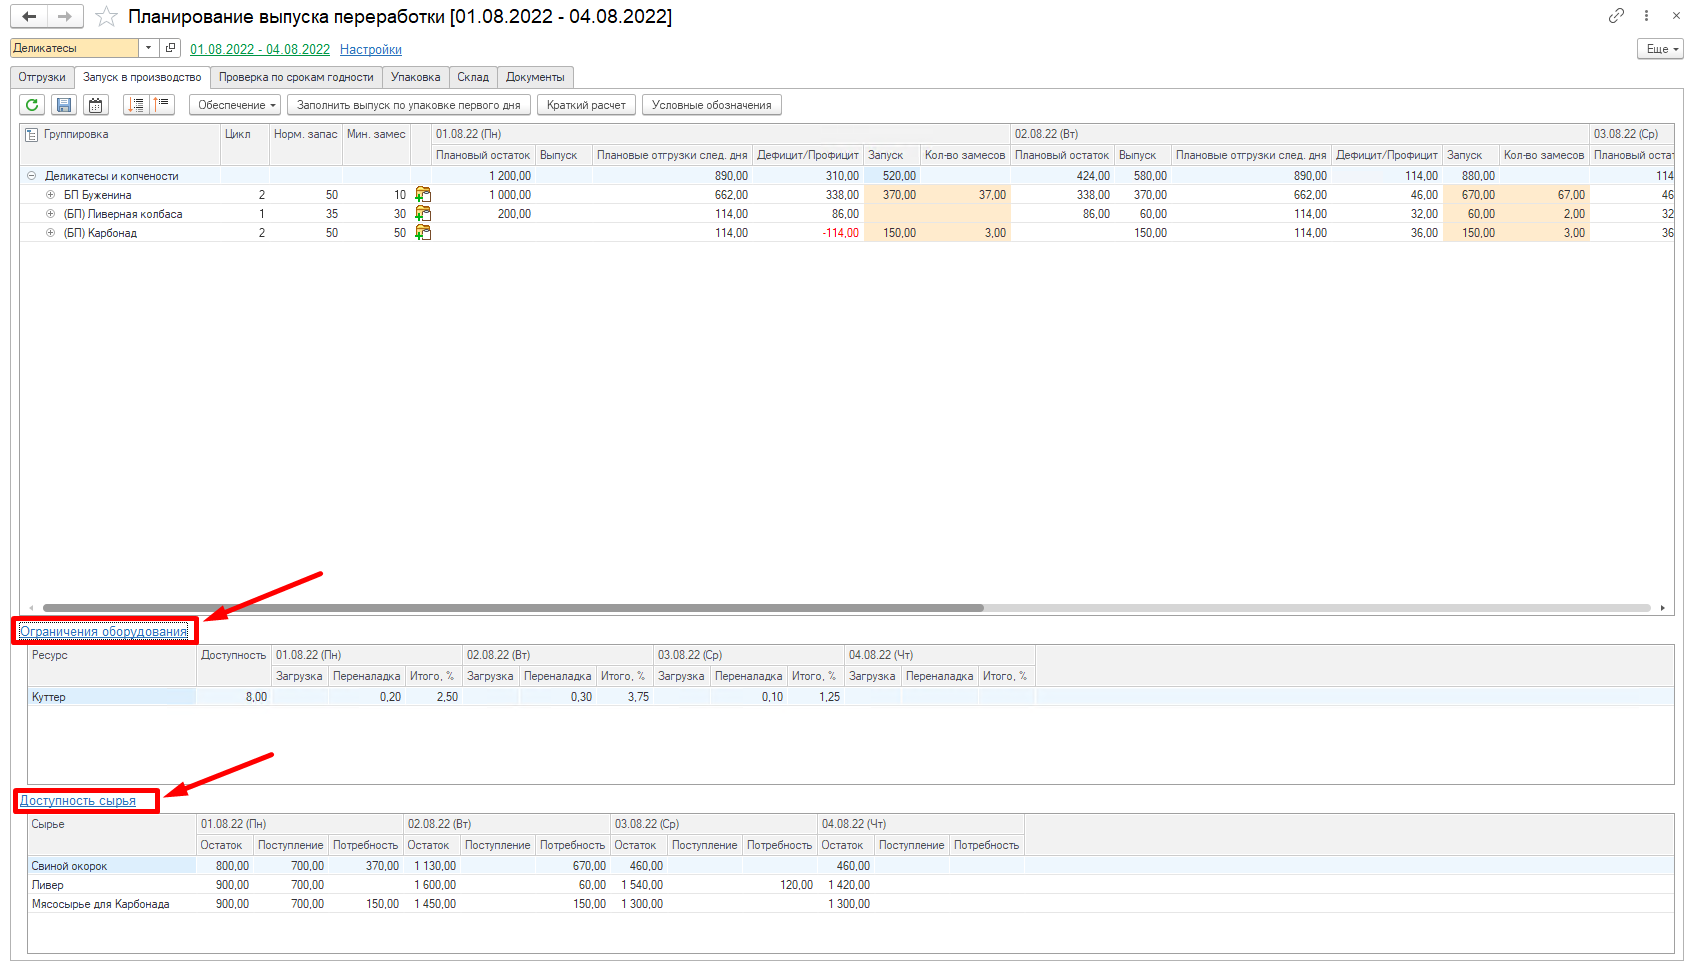 Планирование выпуска переработки [01.08.2022 - 04.08.2022]
Деликатесы 01.08.2022 - 04.08.2022 Настройки Еще
Отгрузки Запуск в производство Проверка по срокам годности Упаковка Склад Документы
Обеспечение Заполнить выпуск по упаковке первого дня Краткий расчет Условные обозначения
Группировка Цикл Норм. запас Мин. замес 01.08.22 (Пн) 02.08.22 (Вт) 03.08.22 (Ср)
Плановый остаток Выпуск Плановые отгрузки след. дня Дефицит/Профицит Запуск Кол-во замесов Плановый остаток Выпуск Плановые отгрузки след. дня Дефицит/Профицит Запуск Кол-во замесов Плановый остат
Деликатесы и копчености 1 200,00 890,00 310,00 520,00 424,00 580,00 890,00 114,00 880,00 114
БП Буженина 2 50 10 1 000,00 662,00 338,00 370,00 37,00 338,00 370,00 662,00 46,00 670,00 67,00 46
(БП) Ливерная колбаса 1 35 30 200,00 114,00 86,00 86,00 60,00 114,00 32,00 60,00 2,00 32
(БП) Карбонад 2 50 50 114,00 -114,00 150,00 3,00 150,00 114,00 36,00 150,00 3,00 36
Ограничения оборудования
Ресурс Доступность 01.08.22 (Пн) 02.08.22 (Вт) 03.08.22 (Ср) 04.08.22 (Чт)
Загрузка Переналадка Итого, % Загрузка Переналадка Итого, % Загрузка Переналадка Итого, % Загрузка Переналадка Итого, %
Куттер 8,00 0,20 2,50 0,30 3,75 0,10 1,25
Доступность сырья
Сырье 01.08.22 (Пн) 02.08.22 (Вт) 03.08.22 (Ср) 04.08.22 (Чт)
Остаток Поступление Потребность Остаток Поступление Потребность Остаток Поступление Потребность Остаток Поступление Потребность
Свиной окорок 800,00 700,00 370,00 1 130,00 670,00 460,00 460,00
Ливер 900,00 700,00 1 600,00 60,00 1 540,00 120,00 1 420,00
Мясосырье для Карбонада 900,00 700,00 150,00 1 450,00 150,00 1 300,00 1 300,00